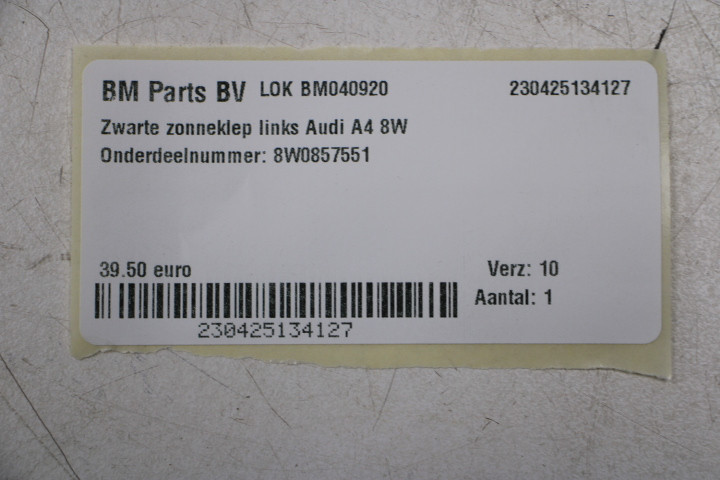 BM Parts BV LOK BM040920 230425134127
Zwarte zonneklep links Audi A4 8W
Onderdeelnummer: 8W0857551
39.50 euro Verz: 10
Aantal: 1
230425134127